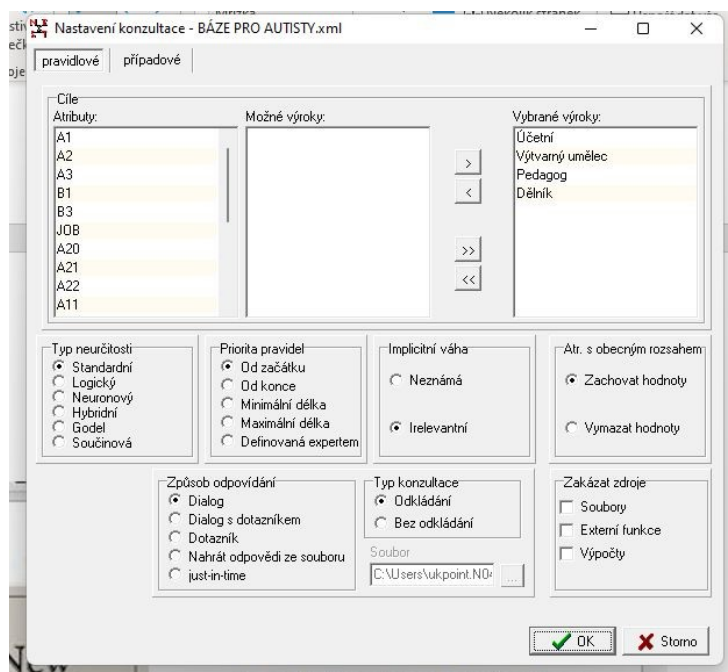 Nastavení konzultace - BÁZE PRO AUTISTY.xml
pravidlové
případové
Cíle
Atributy:
A1
A2
A3
B1
B3
JOB
A20
A21
A22
A11
Možné výroky:
>
<
>>
<<
Vybrané výroky:
Účetní
Výtvarný umělec
Pedagog
Dělník
Typ neurčitosti
Standardní
Logický
Neuronový
Hybridní
Godel
Součinová
Priorita pravidel
Od začátku
Od konce
Minimální délka
Maximální délka
Definovaná expertem
Implicitní váha
Neznámá
Irelevantní
Atr. s obecným rozsahem
Zachovat hodnoty
Vymazat hodnoty
Způsob odpovídání
Dialog
Dialog s dotazníkem
Dotazník
Nahrát odpovědi ze souboru
just-in-time
Typ konzultace
Odkládání
Bez odkládání
Soubor
C:\Users\ukpoint.N0
...
Zakázat zdroje
Soubory
Externí funkce
Výpočty
OK
Storno
New